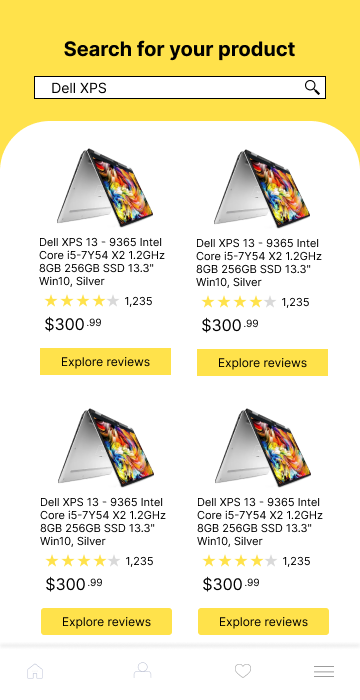 Search for your product
Dell XPS
Dell XPS 13 - 9365 Intel
Core i5-7Y54 X2 1.2GHz
8GB 256GB SSD 13.3"
Win10, Silver
1,235
$300.99
Explore reviews
Dell XPS 13 - 9365 Intel
Core i5-7Y54 X2 1.2GHz
8GB 256GB SSD 13.3"
Win10, Silver
1,235
$300.99
Explore reviews
Dell XPS 13 - 9365 Intel
Core i5-7Y54 X2 1.2GHz
8GB 256GB SSD 13.3"
Win10, Silver
1,235
$300.99
Explore reviews
Dell XPS 13 - 9365 Intel
Core i5-7Y54 X2 1.2GHz
8GB 256GB SSD 13.3"
Win10, Silver
1,235
$300.99
Explore reviews